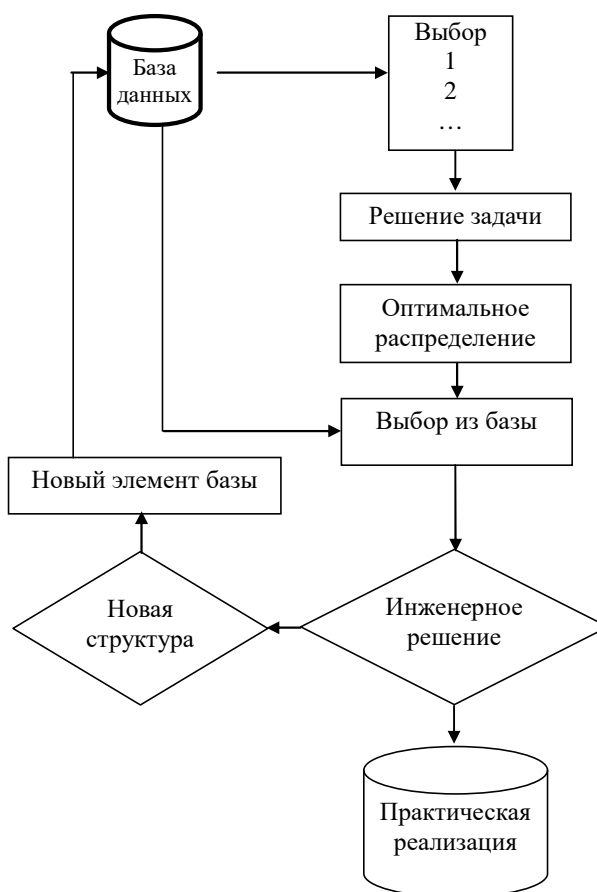 База
данных
Выбор
1
2
…
Решение задачи
Оптимальное
распределение
Выбор из базы
Новый элемент базы
Новая
структура
Инженерное
решение
Практическая
реализация